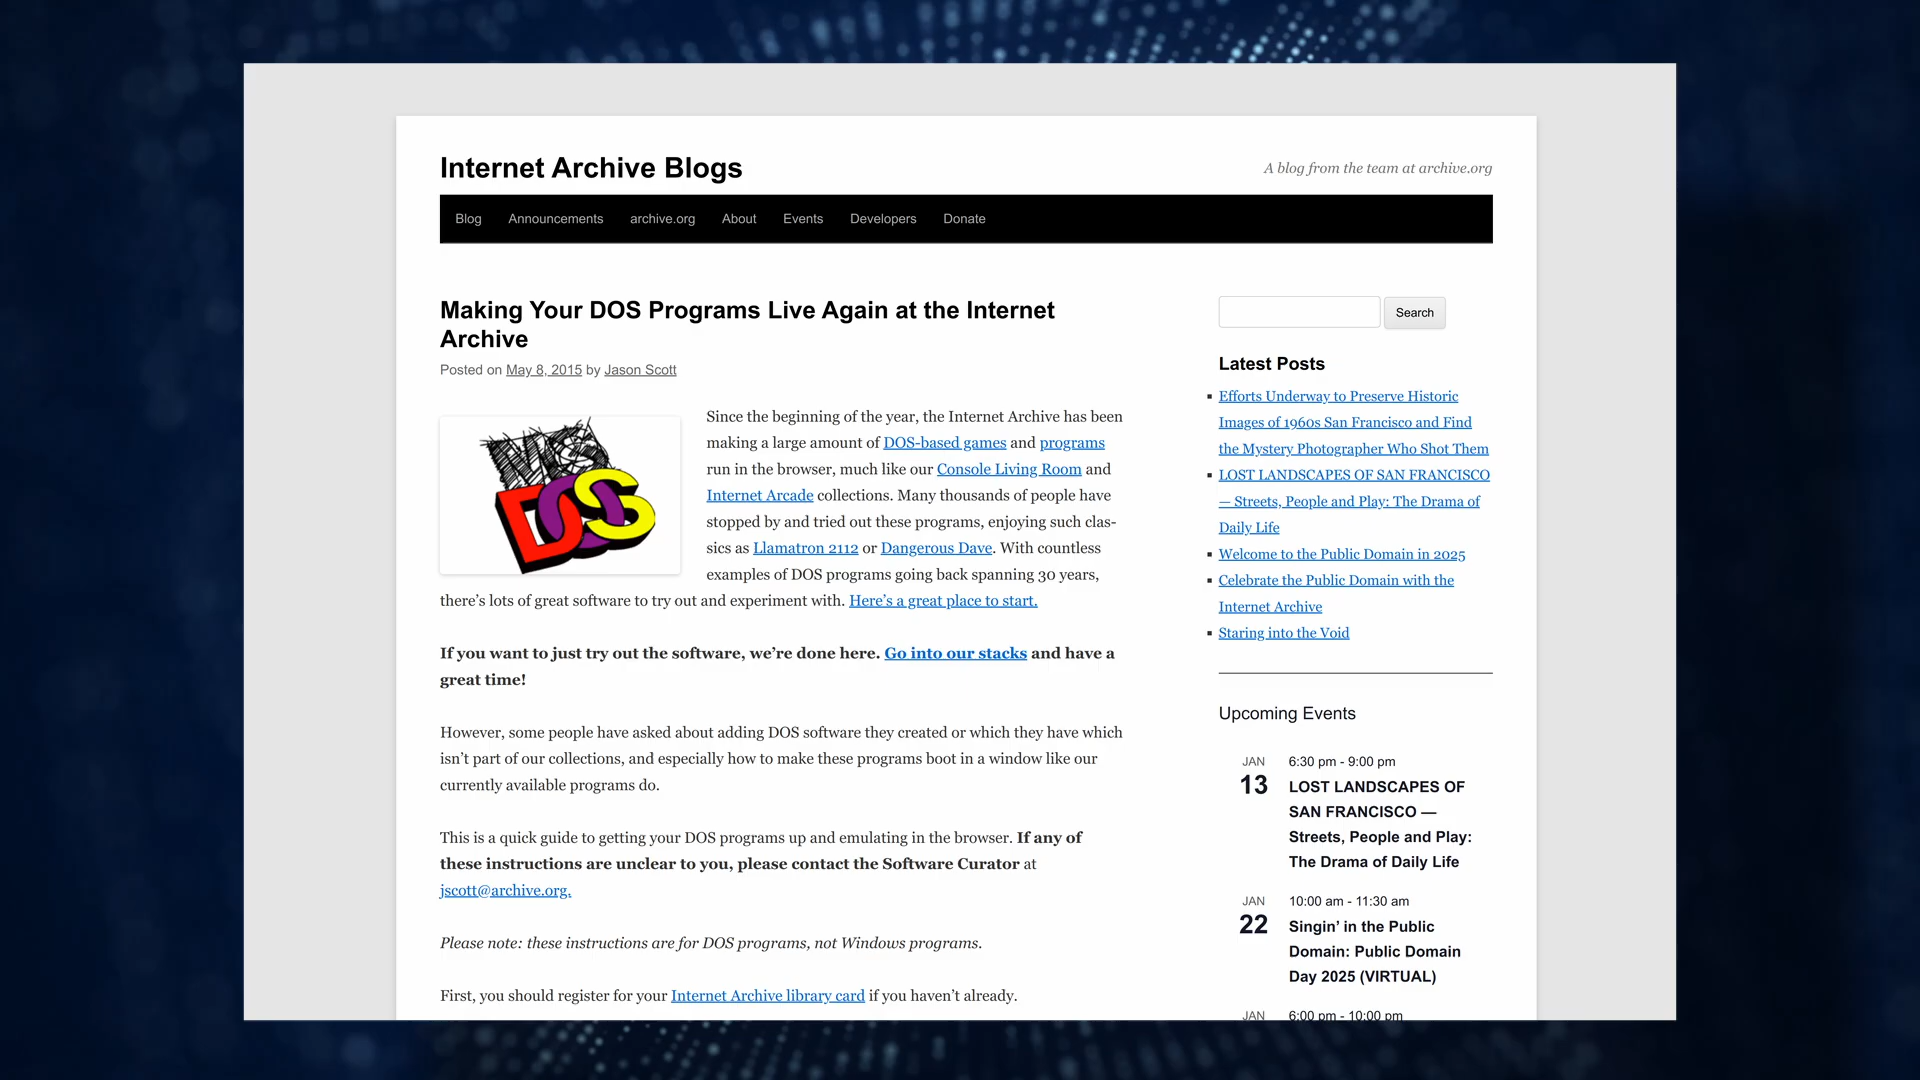 Internet Archive Blogs
A blog from the team at archive.org
Blog Announcements archive.org About Events Developers Donate
Making Your DOS Programs Live Again at the Internet
Archive
Posted on May 8, 2015 by Jason Scott
MS
DOS
Since the beginning of the year, the Internet Archive has been
making a large amount of DOS-based games and programs
run in the browser, much like our Console Living Room and
Internet Arcade collections. Many thousands of people have
stopped by and tried out these programs, enjoying such clas-
sics as Llamatron 2112 or Dangerous Dave. With countless
examples of DOS programs going back spanning 30 years,
there’s lots of great software to try out and experiment with. Here’s a great place to start.
If you want to just try out the software, we’re done here. Go into our stacks and have a
great time!
However, some people have asked about adding DOS software they created or which they have which
isn’t part of our collections, and especially how to make these programs boot in a window like our
currently available programs do.
This is a quick guide to getting your DOS programs up and emulating in the browser. If any of
these instructions are unclear to you, please contact the Software Curator at
jscott@archive.org.
Please note: these instructions are for DOS programs, not Windows programs.
First, you should register for your Internet Archive library card if you haven’t already.
Search
Latest Posts
Efforts Underway to Preserve Historic
Images of 1960s San Francisco and Find
the Mystery Photographer Who Shot Them
LOST LANDSCAPES OF SAN FRANCISCO
— Streets, People and Play: The Drama of
Daily Life
Welcome to the Public Domain in 2025
Celebrate the Public Domain with the
Internet Archive
Staring into the Void
Upcoming Events
JAN
13
6:30 pm - 9:00 pm
LOST LANDSCAPES OF
SAN FRANCISCO —
Streets, People and Play:
The Drama of Daily Life
JAN
22
10:00 am - 11:30 am
Singin’ in the Public
Domain: Public Domain
Day 2025 (VIRTUAL)
JAN
6:00 pm - 10:00 pm